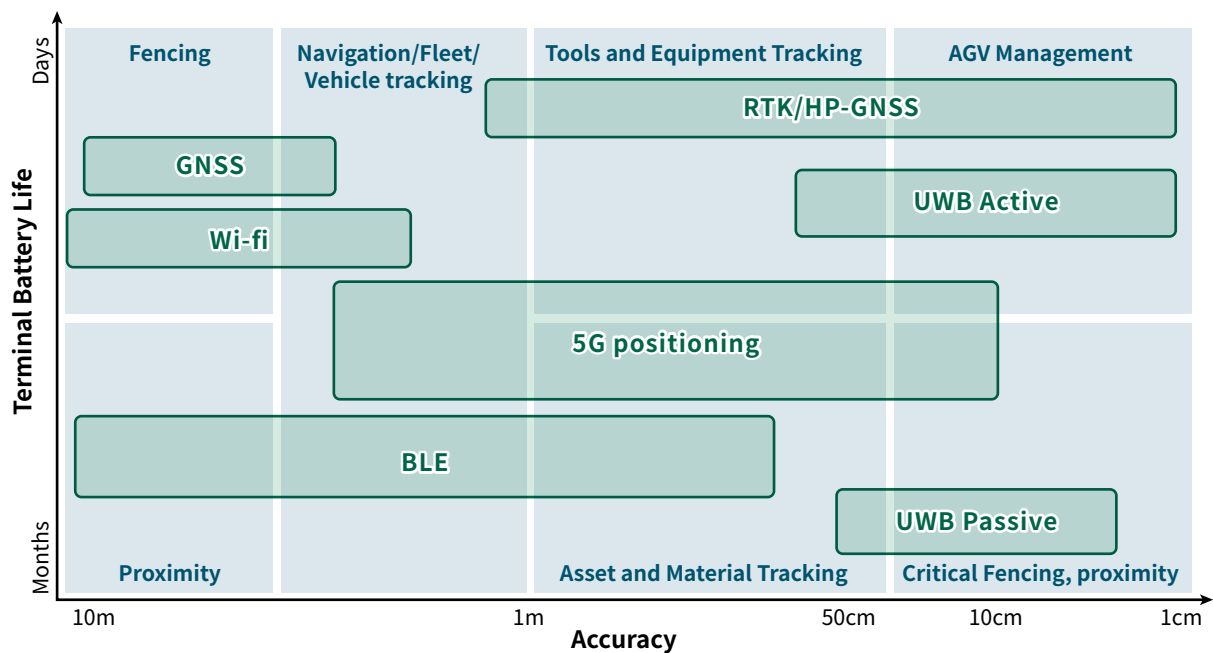 Days
Fencing
Navigation/Fleet/
Vehicle tracking
Tools and Equipment Tracking
AGV Management
RTK/HP-GNSS
GNSS
UWB Active
Wi-fi
Terminal Battery Life
5G positioning
BLE
UWB Passive
Months
Proximity
Asset and Material Tracking
Critical Fencing, proximity
10m
1m
50cm
10cm
1cm
Accuracy